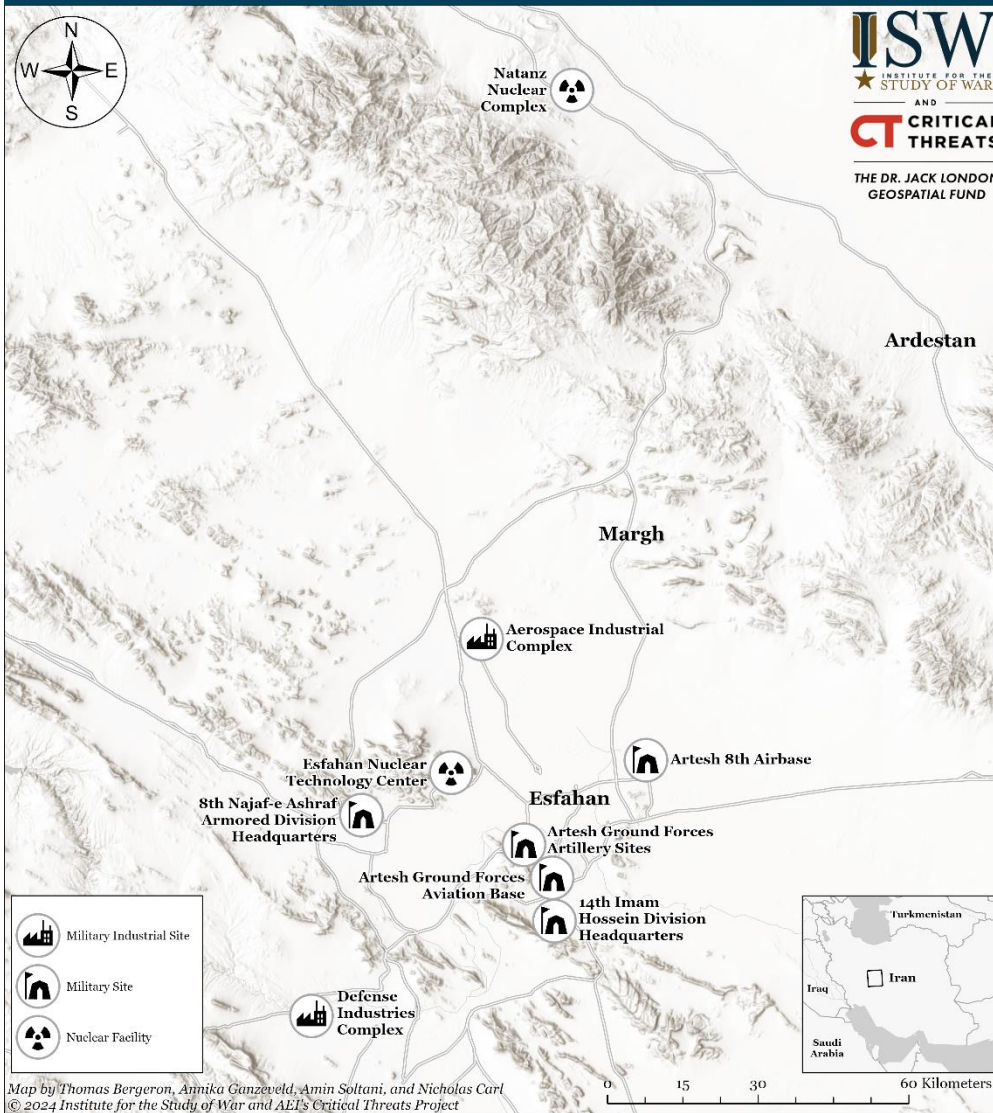 N
W E
S
ISW
INSTITUTE FOR THE
STUDY OF WAR
AND
CT CRITICAL
THREATS
THE DR. JACK LONDON
GEOSPATIAL FUND
Natanz
Nuclear
Complex
Ardestan
Margh
Aerospace Industrial
Complex
Esfahan Nuclear
Technology Center
Artesh 8th Airbase
8th Najaf-e Ashraf
Armored Division
Headquarters
Esfahan
Artesh Ground Forces
Artillery Sites
Artesh Ground Forces
Aviation Base
14th Imam
Hossein Division
Headquarters
Defense
Industries
Complex
Military Industrial Site
Military Site
Nuclear Facility
Turkmenistan
Iran
Iraq
Saudi
Arabia
0 15 30 60 Kilometers
Map by Thomas Bergeron, Annika Ganzeveld, Amin Soltani, and Nicholas Carl
© 2024 Institute for the Study of War and AEI's Critical Threats Project